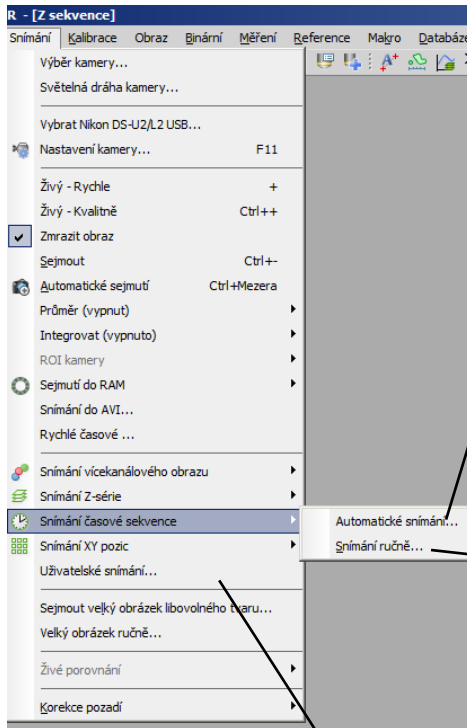 R - [Z sekvence]
Snímání Kalibrace Obraz Binární Měření Reference Makro Databáze
Výběr kamery...
Světelná dráha kamery...
Vybrat Nikon DS-U2/L2 USB...
Nastavení kamery... F11
Živý - Rychle +
Živý - Kvalitně Ctrl++
Zmrazit obraz
Sejmout Ctrl+-
Automatické sejmutí Ctrl+Mezera
Průměr (vypnut)
Integrovat (vypnuto)
ROI kamery
Sejmutí do RAM
Snímání do AVI...
Rychlé časové ...
Snímání vícekanálového obrazu
Snímání Z-série
Snímání časové sekvence
Automatické snímání...
Snímání XY pozic
Snímání ručně...
Uživatelské snímání...
Sejmout velký obrázek libovolného tvaru...
Velký obrázek ručně...
Živé porovnání
Korekce pozadí